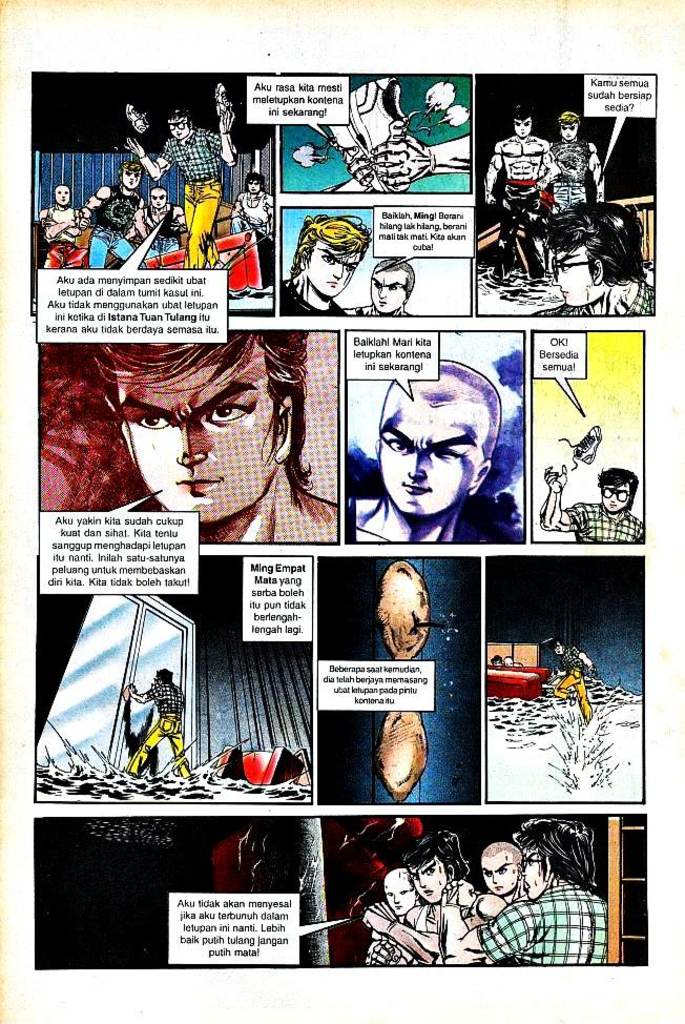 Aku ada menyimpan sedikit ubat
letupan di dalam tumit kasut ini.
Aku tidak menggunakan ubat letupan
ini ketika di Istana Tuan Tulang itu
kerana aku tidak berdaya semasa itu.
Aku rasa kita mesti
meletupkan kontena
ini sekarang!
Baiklah, Ming! Berani
hilang tak hilang, berani
mati tak mati. Kita akan
cuba!
Kamu semua
sudah bersiap
sedia?
Aku yakin kita sudah cukup
kuat dan sihat. Kita tentu
sanggup menghadapi letupan
itu nanti. Inilah satu-satunya
peluang untuk membebaskan
diri kita. Kita tidak boleh takut!
Baiklah! Mari kita
letupkan kontena
ini sekarang!
OK!
Bersedia
semua!
Ming Empat
Mata yang
serba boleh
itu pun tidak
berlengah-
lengah lagi.
Beberapa saat kemudian,
dia telah berjaya memasang
ubat letupan pada pintu
kontena itu.
Aku tidak akan menyesal
jika aku terbunuh dalam
letupan ini nanti. Lebih
baik putih tulang jangan
putih mata!